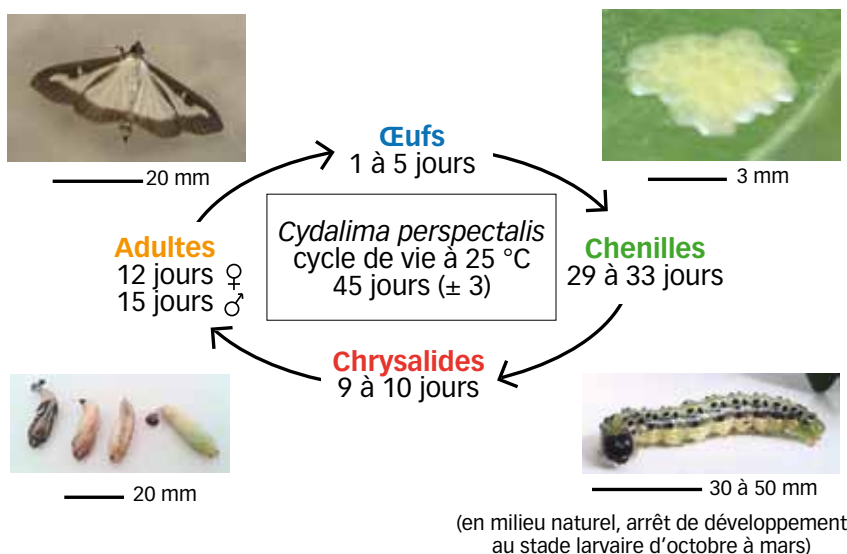 20 mm
Œufs
1 à 5 jours
3 mm
Adultes
12 jours ♀
15 jours ♂
Cydalima perspectalis
cycle de vie à 25 °C
45 jours (± 3)
Chenilles
29 à 33 jours
Chrysalides
9 à 10 jours
20 mm
30 à 50 mm
(en milieu naturel, arrêt de développement
au stade larvaire d’octobre à mars)